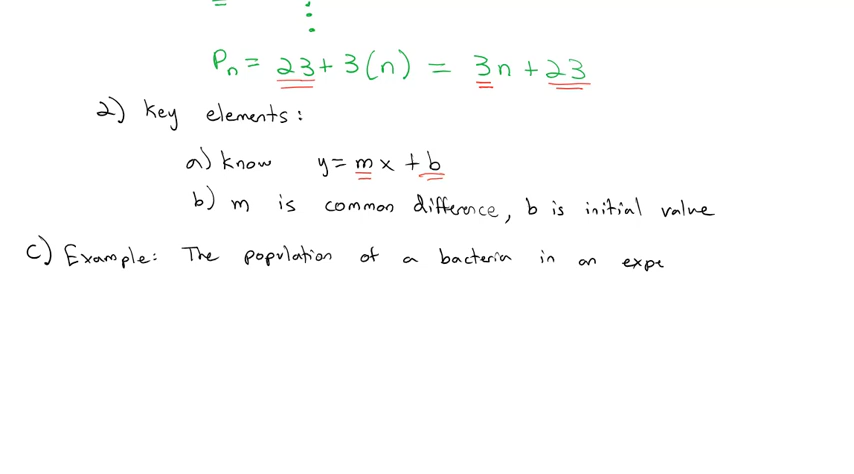 Pn = 23 + 3(n) = 3n + 23
2) Key elements:
a) know y = mx + b
b) m is common difference, b is initial value
C) Example: The population of a bacteria in an expe